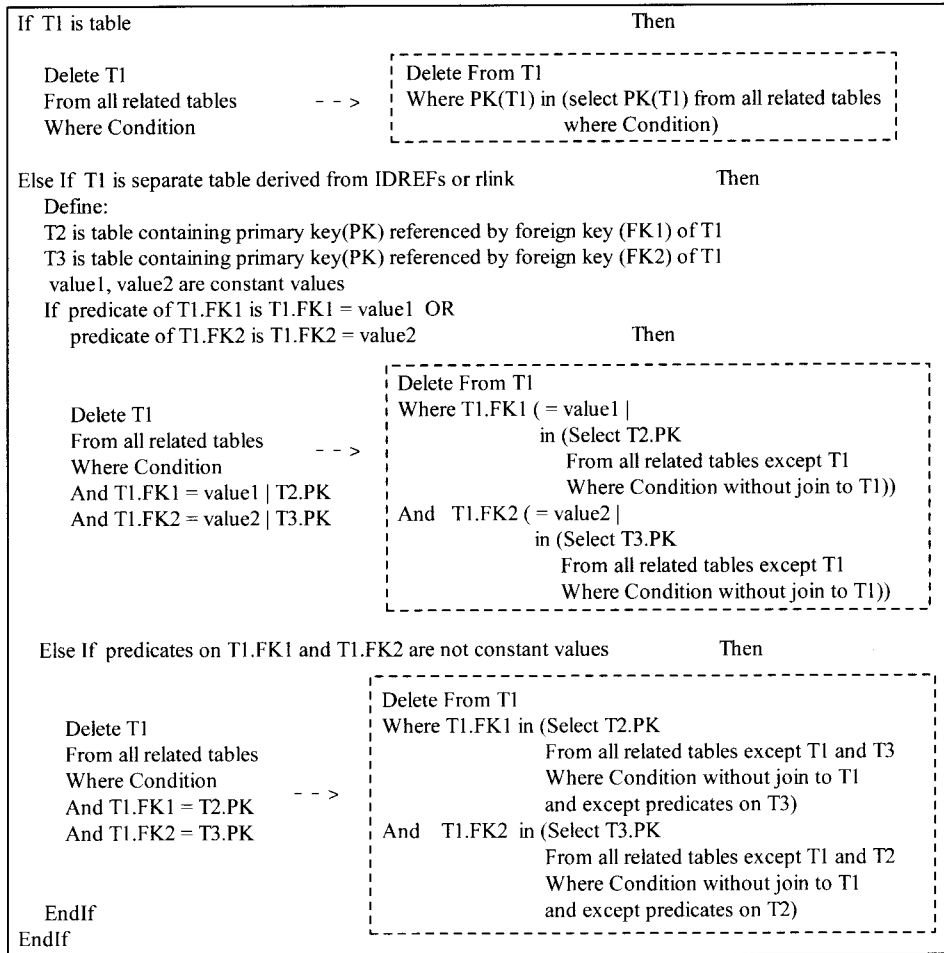 If T1 is table Then
Delete T1
From all related tables
Where Condition
- - >
Delete From T1
Where PK(T1) in (select PK(T1) from all related tables
where Condition)
Else If T1 is separate table derived from IDREFs or rlink Then
Define:
T2 is table containing primary key(PK) referenced by foreign key (FK1) of T1
T3 is table containing primary key(PK) referenced by foreign key (FK2) of T1
value1, value2 are constant values
If predicate of T1.FK1 is T1.FK1 = value1 OR
predicate of T1.FK2 is T1.FK2 = value2 Then
Delete T1
From all related tables
Where Condition
And T1.FK1 = value1 | T2.PK
And T1.FK2 = value2 | T3.PK
- - >
Delete From T1
Where T1.FK1 ( = value1 |
in (Select T2.PK
From all related tables except T1
Where Condition without join to T1))
And T1.FK2 ( = value2 |
in (Select T3.PK
From all related tables except T1
Where Condition without join to T1))
Else If predicates on T1.FK1 and T1.FK2 are not constant values Then
Delete T1
From all related tables
Where Condition
And T1.FK1 = T2.PK
And T1.FK2 = T3.PK
- - >
Delete From T1
Where T1.FK1 in (Select T2.PK
From all related tables except T1 and T3
Where Condition without join to T1
and except predicates on T3)
And T1.FK2 in (Select T3.PK
From all related tables except T1 and T2
Where Condition without join to T1
and except predicates on T2)
EndIf
EndIf